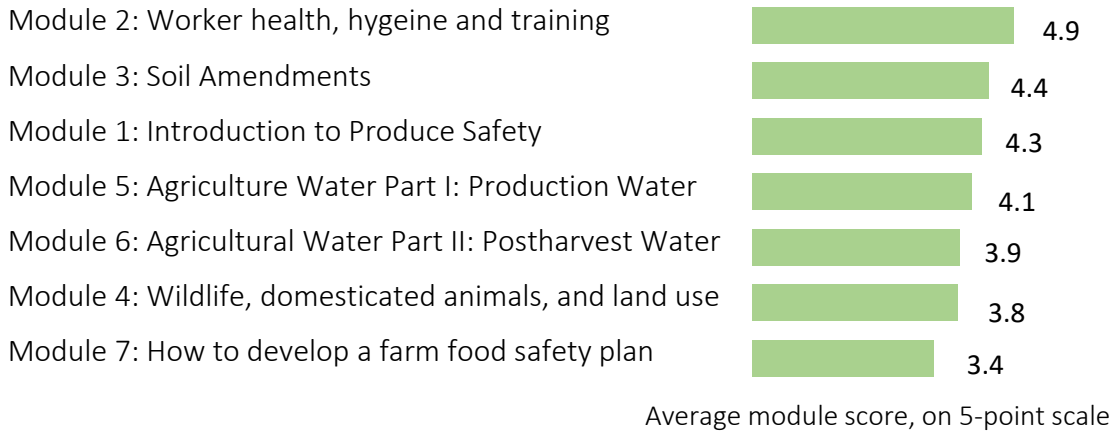 Module 2: Worker health, hygeine and training 4.9
Module 3: Soil Amendments 4.4
Module 1: Introduction to Produce Safety 4.3
Module 5: Agriculture Water Part I: Production Water 4.1
Module 6: Agricultural Water Part II: Postharvest Water 3.9
Module 4: Wildlife, domesticated animals, and land use 3.8
Module 7: How to develop a farm food safety plan 3.4
Average module score, on 5-point scale